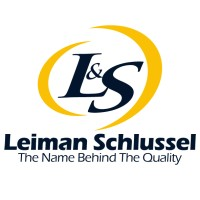 L&S
Leiman Schlussel
The Name Behind The Quality